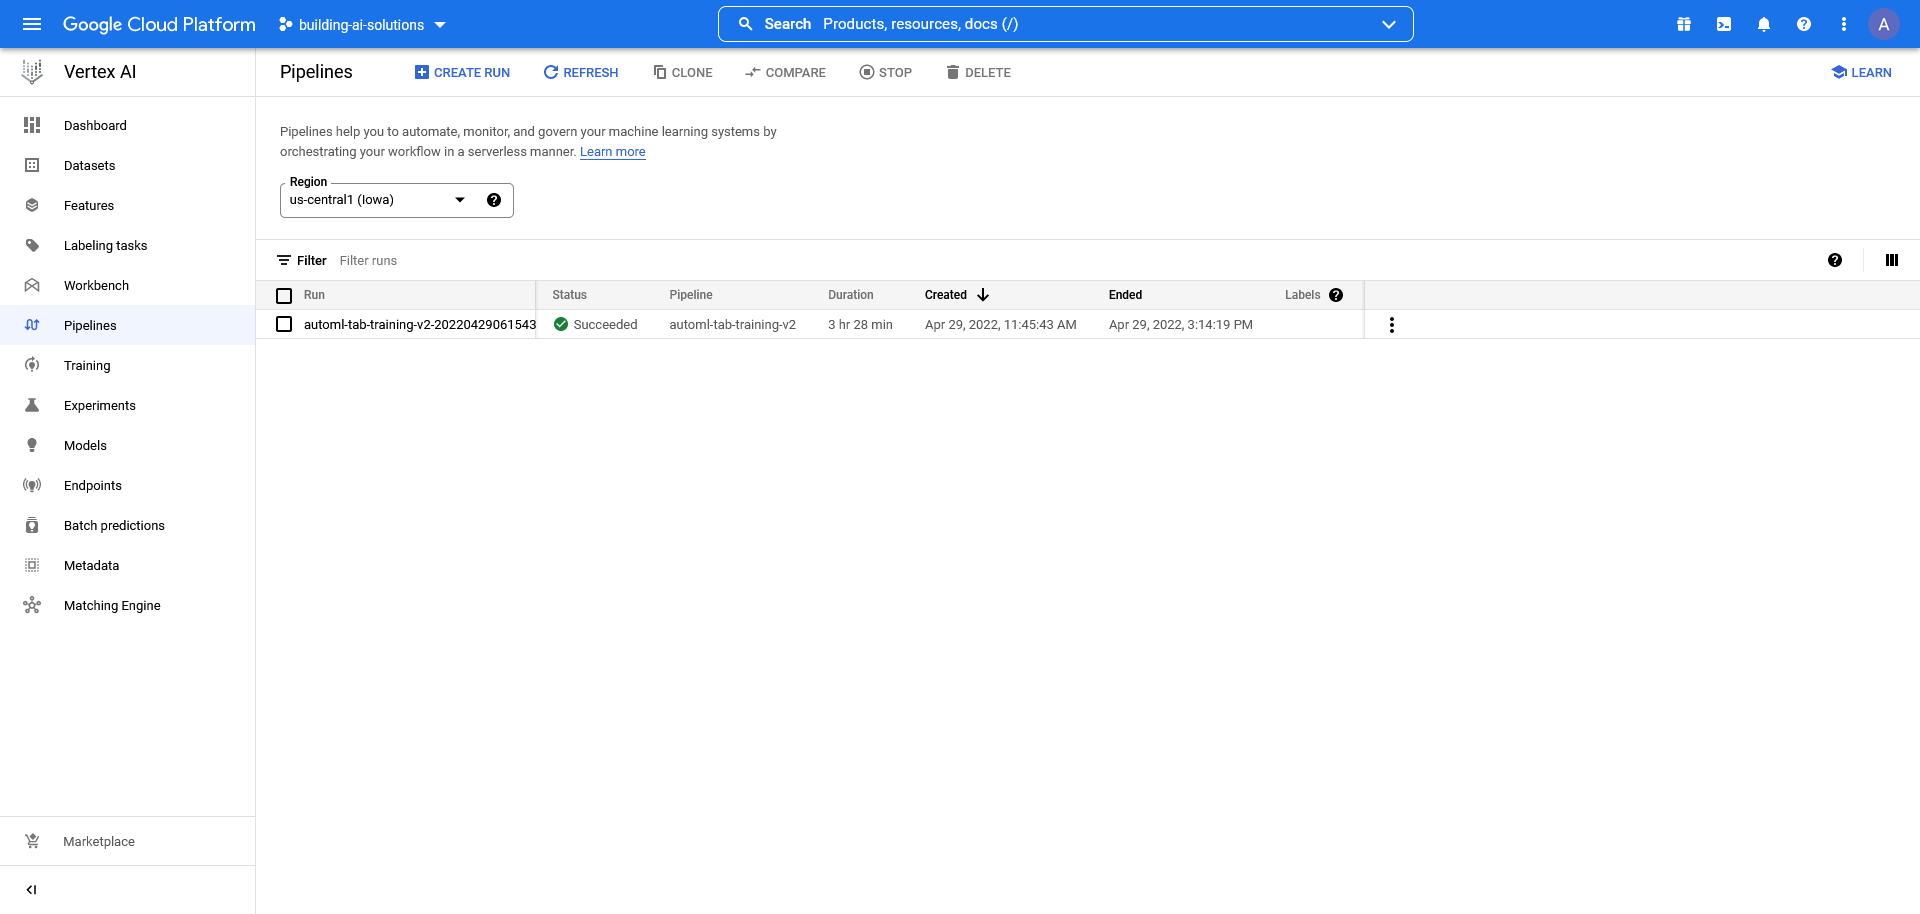 Google Cloud Platform
building-ai-solutions
Search Products, resources, docs (/)
A
Vertex AI
Pipelines
CREATE RUN
REFRESH
CLONE
COMPARE
STOP
DELETE
LEARN
Dashboard
Datasets
Features
Labeling tasks
Workbench
Pipelines
Training
Experiments
Models
Endpoints
Batch predictions
Metadata
Matching Engine
Marketplace
Pipelines help you to automate, monitor, and govern your machine learning systems by
orchestrating your workflow in a serverless manner. Learn more
Region
us-central1 (Iowa)
Filter Filter runs
Run Status Pipeline Duration Created Ended Labels
automl-tab-training-v2-20220429061543 Succeeded automl-tab-training-v2 3 hr 28 min Apr 29, 2022, 11:45:43 AM Apr 29, 2022, 3:14:19 PM